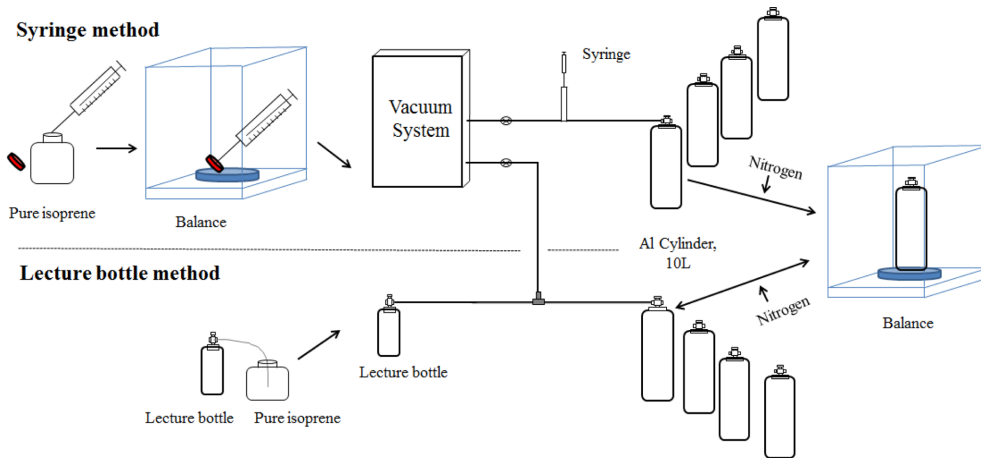 Syringe method
Syringe
Vacuum
System
Nitrogen
Pure isoprene
Balance
Al Cylinder,
10L
Lecture bottle method
Nitrogen
Balance
Lecture bottle
Lecture bottle
Pure isoprene